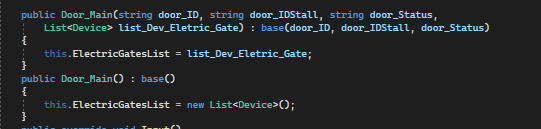 public Door_Main(string door_ID, string door_IDStall, string door_Status,
List<Device> list_Dev_Eletric_Gate) : base(door_ID, door_IDStall, door_Status)
{
this.ElectricGatesList = list_Dev_Eletric_Gate;
}
public Door_Main() : base()
{
this.ElectricGatesList = new List<Device>();
}
public override void Input()